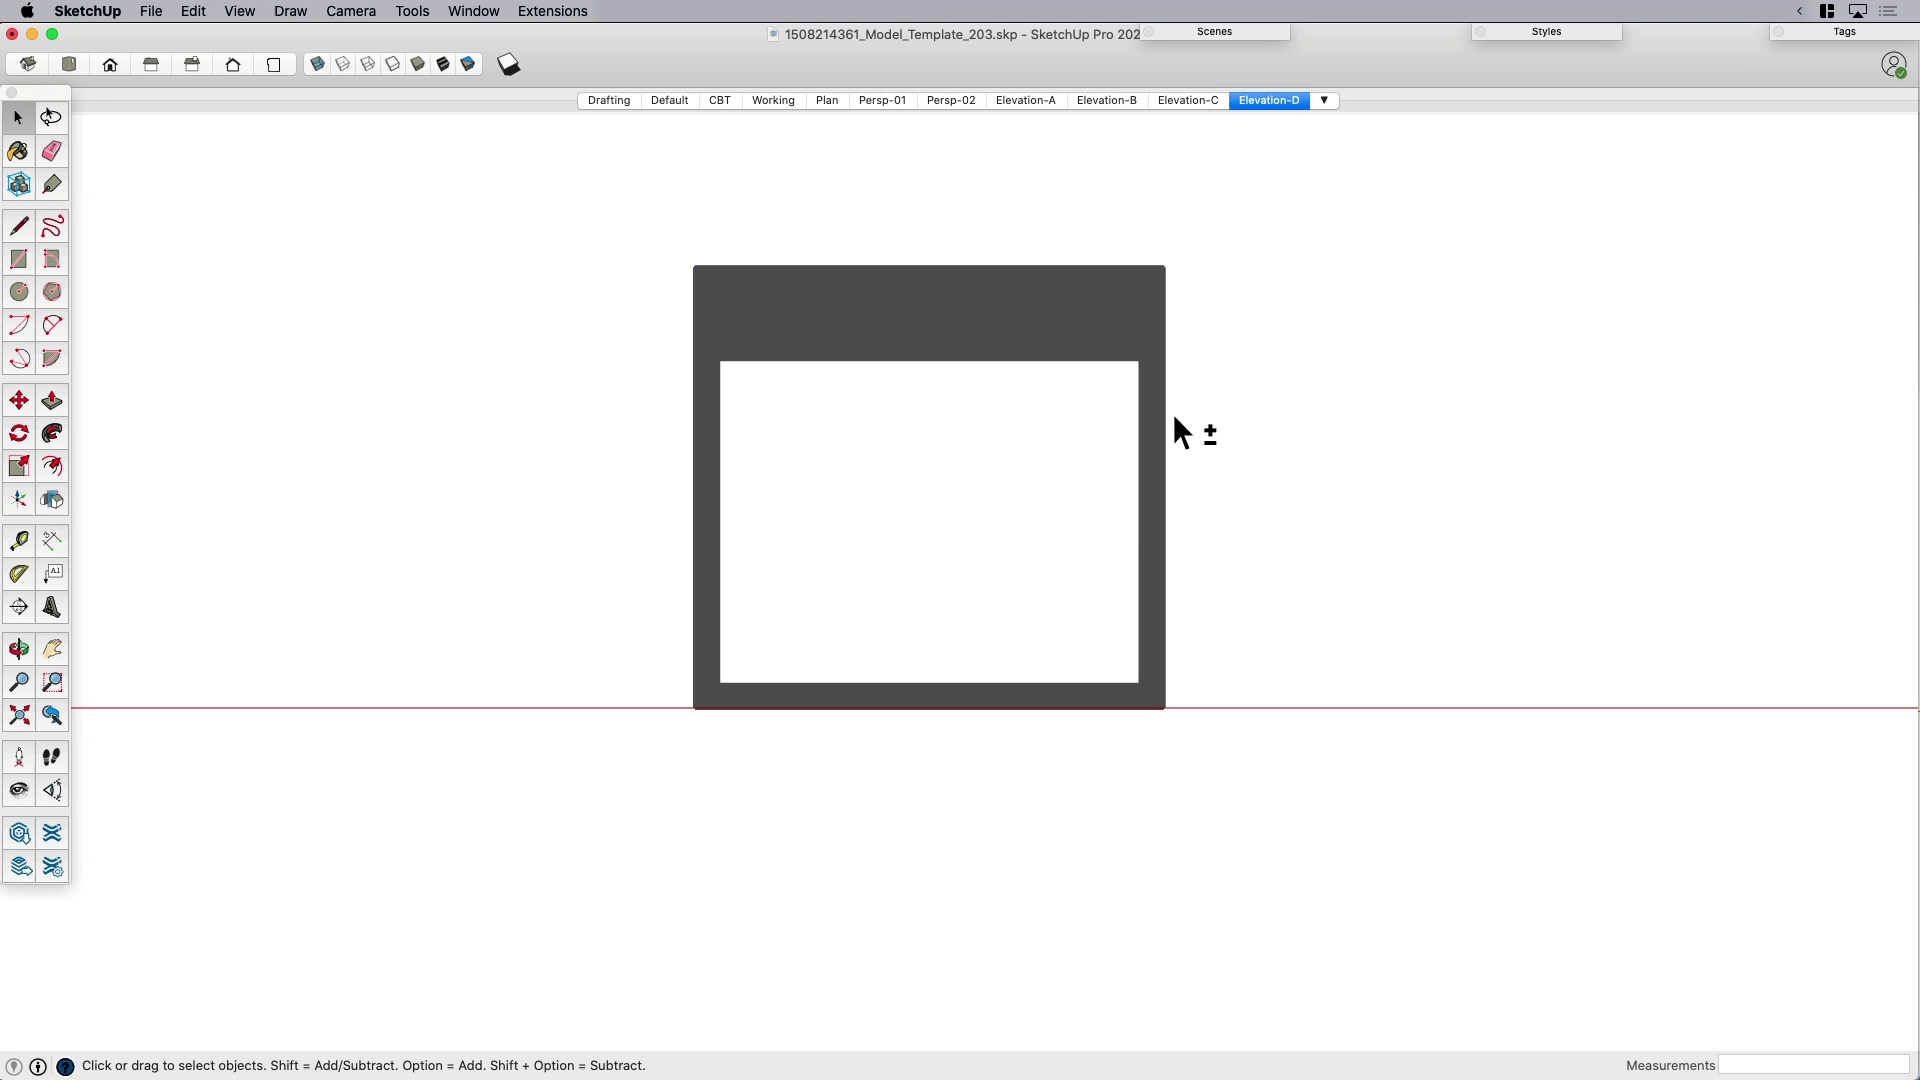 SketchUp File Edit View Draw Camera Tools Window Extensions
1508214361_Model_Template_203.skp - SketchUp Pro 202
Scenes
Styles
Tags
Drafting Default CBT Working Plan Persp-01 Persp-02 Elevation-A Elevation-B Elevation-C Elevation-D
A1
Click or drag to select objects. Shift = Add/Subtract. Option = Add. Shift + Option = Subtract.
Measurements